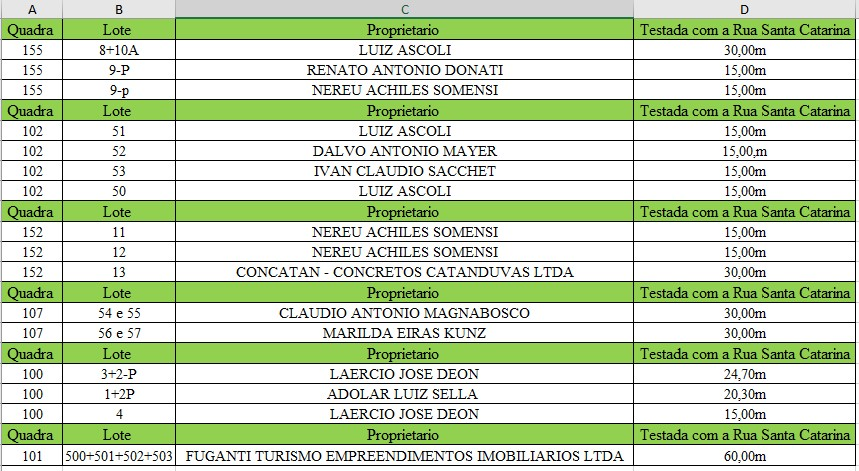 A B C D
Quadra Lote Proprietario Testada com a Rua Santa Catarina
155 8+10A LUIZ ASCOLI 30,00m
155 9-P RENATO ANTONIO DONATI 15,00m
155 9-p NEREU ACHILES SOMENSI 15,00m
Quadra Lote Proprietario Testada com a Rua Santa Catarina
102 51 LUIZ ASCOLI 15,00m
102 52 DALVO ANTONIO MAYER 15,00,m
102 53 IVAN CLAUDIO SACCHET 15,00m
102 50 LUIZ ASCOLI 15,00m
Quadra Lote Proprietario Testada com a Rua Santa Catarina
152 11 NEREU ACHILES SOMENSI 15,00m
152 12 NEREU ACHILES SOMENSI 15,00m
152 13 CONCATAN - CONCRETOS CATANDUVAS LTDA 30,00m
Quadra Lote Proprietario Testada com a Rua Santa Catarina
107 54 e 55 CLAUDIO ANTONIO MAGNABOSCO 30,00m
107 56 e 57 MARILDA EIRAS KUNZ 30,00m
Quadra Lote Proprietario Testada com a Rua Santa Catarina
100 3+2-P LAERCIO JOSE DEON 24,70m
100 1+2P ADOLAR LUIZ SELLA 20,30m
100 4 LAERCIO JOSE DEON 15,00m
Quadra Lote Proprietario Testada com a Rua Santa Catarina
101 500+501+502+503 FUGANTI TURISMO EMPREENDIMENTOS IMOBILIARIOS LTDA 60,00m